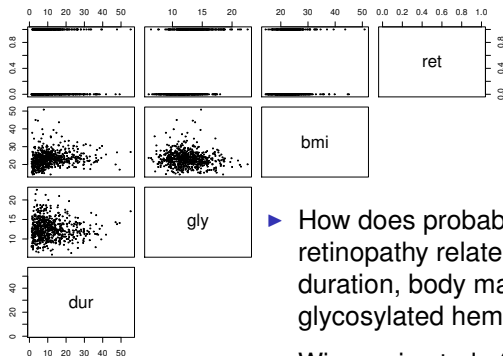 0 10 20 30 40 50
10 15 20
20 30 40 50
0.0 0.2 0.4 0.6 0.8 1.0
0.0 0.4 0.8
ret
0.0 0.4 0.8
20 30 40 50
bmi
10 15 20
gly
0 20 40
dur
0 10 20 30 40 50
► How does probab
retinopathy relate
duration, body ma
glycosylated hem